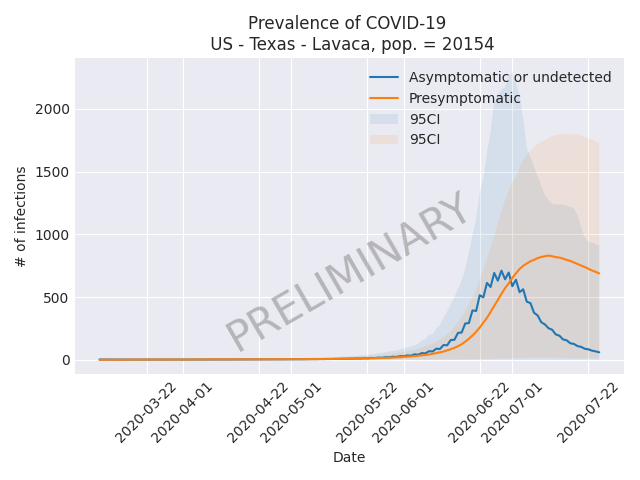 Prevalence of COVID-19
US - Texas - Lavaca, pop. = 20154
Asymptomatic or undetected
Presymptomatic
95CI
95CI
# of infections
2000
1500
1000
500
0
PRELIMINARY
2020-03-22
2020-04-01
2020-04-22
2020-05-01
2020-05-22
2020-06-01
2020-06-22
2020-07-01
2020-07-22
Date